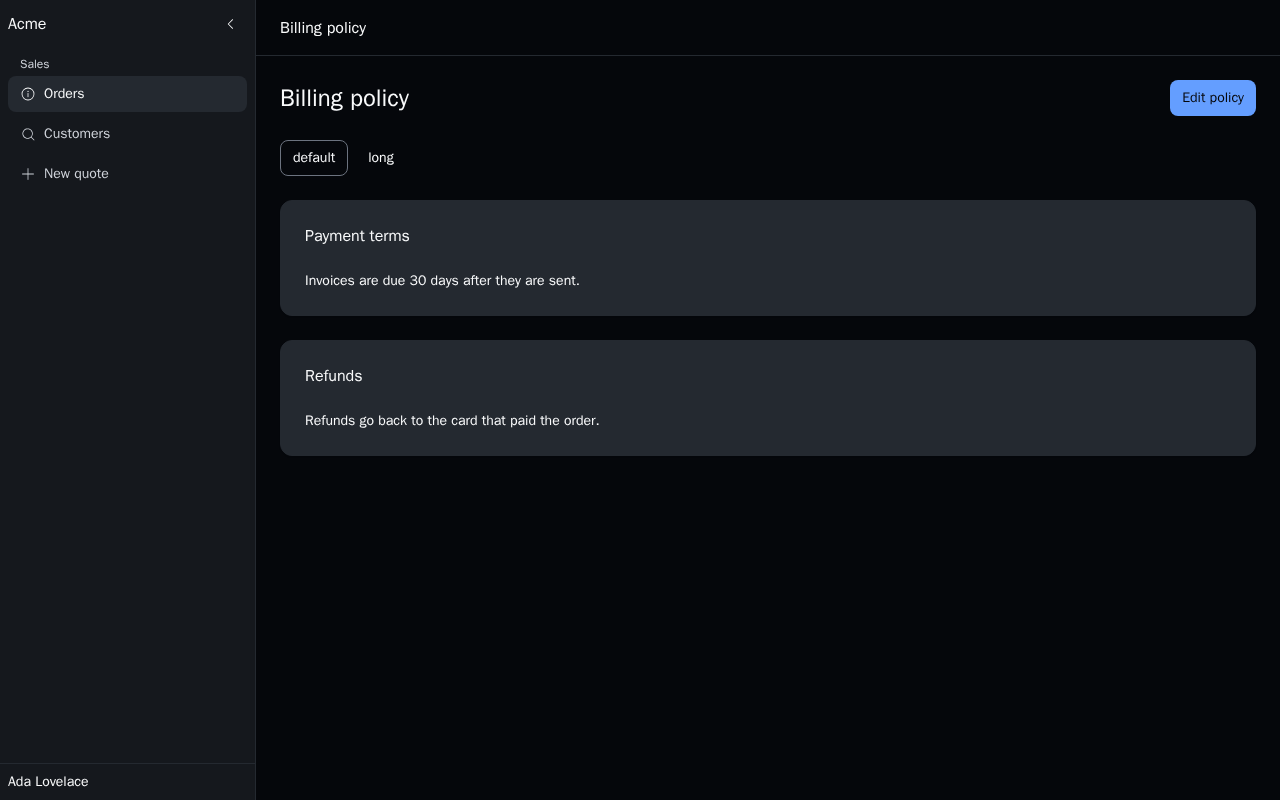 Acme
Sales
Orders
Customers
New quote
Ada Lovelace
Billing policy
Billing policy
Edit policy
default
long
Payment terms
Invoices are due 30 days after they are sent.
Refunds
Refunds go back to the card that paid the order.